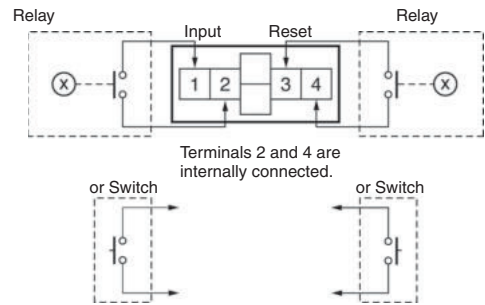 Relay
Relay
Input
Reset
X
1
2
3
4
X
Terminals 2 and 4 are
internally connected.
or Switch
or Switch